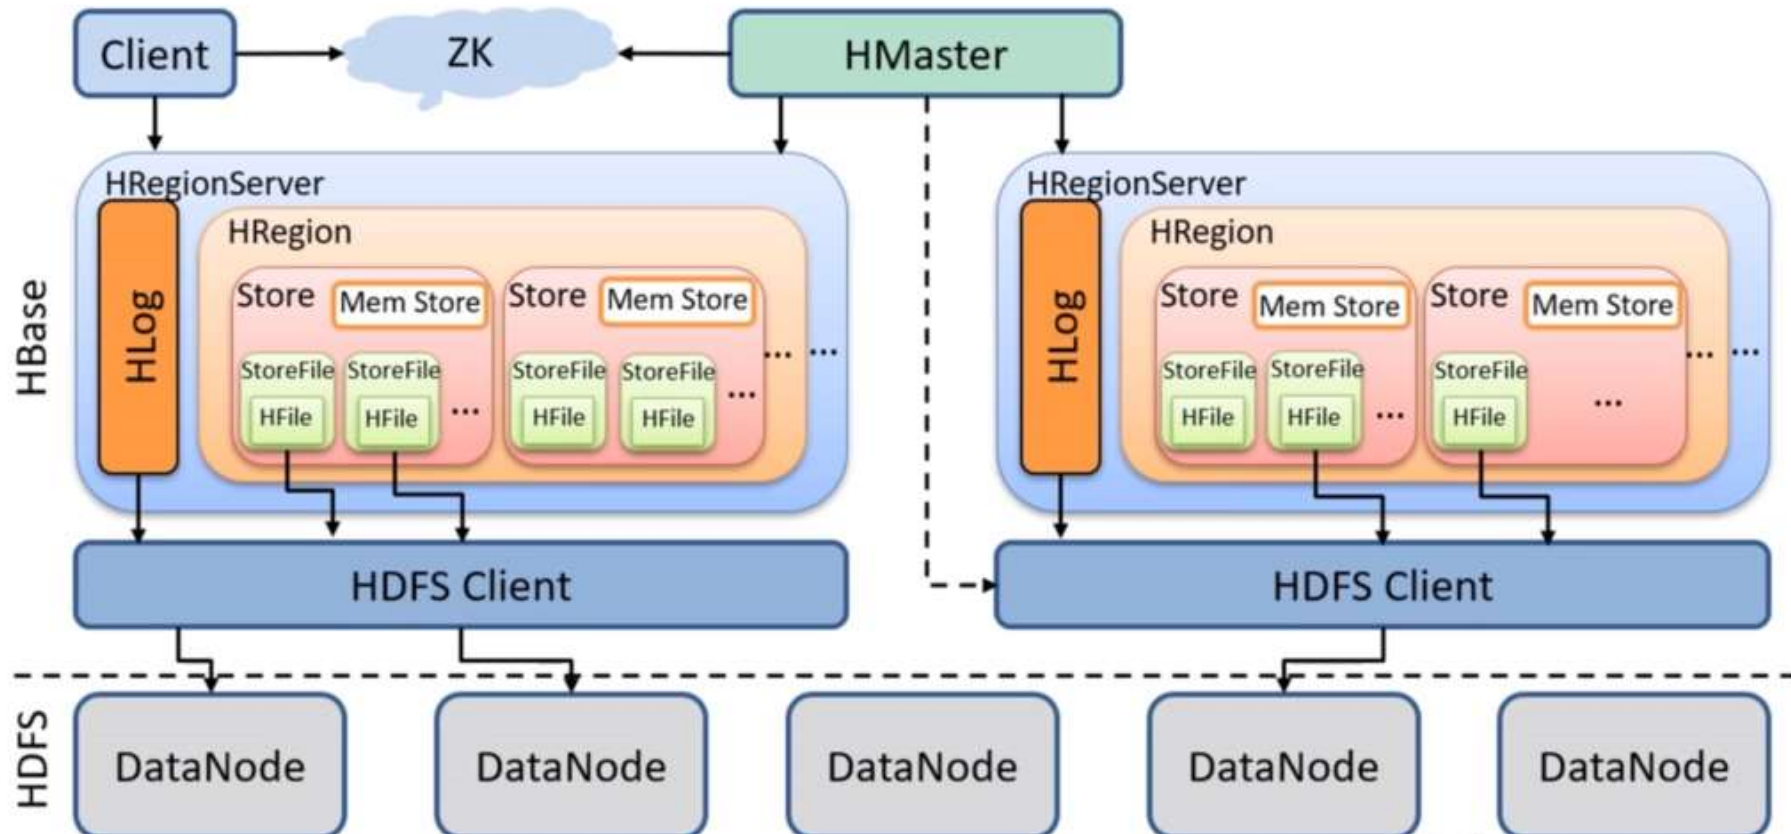 Client
ZK
HMaster
HBase
HRegionServer
HLog
HRegion
Store
Mem Store
StoreFile
HFile
StoreFile
HFile
...
Store
Mem Store
StoreFile
HFile
StoreFile
HFile
...
...
...
HRegionServer
HLog
HRegion
Store
Mem Store
StoreFile
HFile
StoreFile
HFile
...
Store
Mem Store
StoreFile
HFile
...
...
...
HDFS Client
HDFS Client
HDFS
DataNode
DataNode
DataNode
DataNode
DataNode